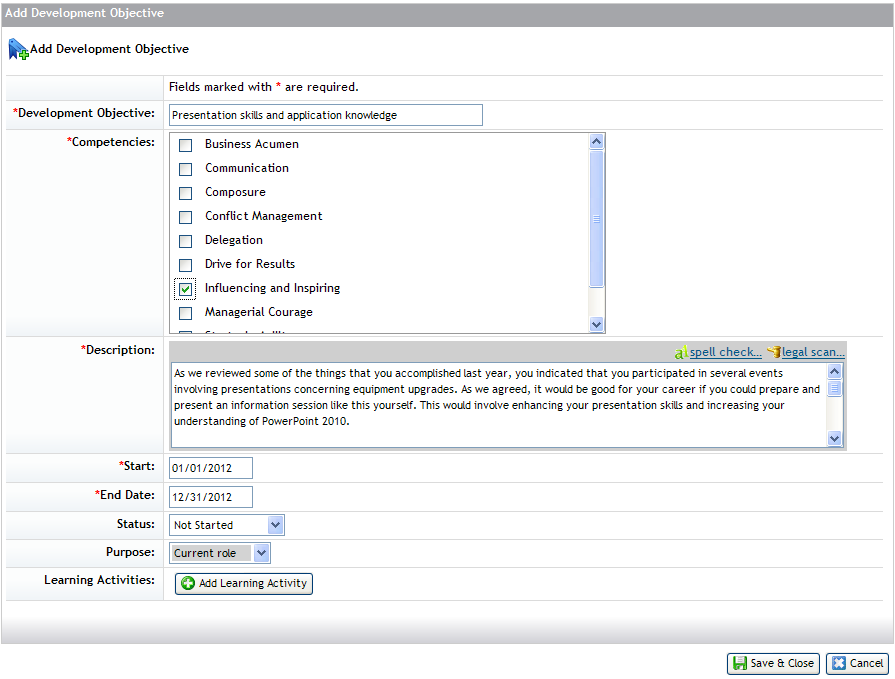 Add Development Objective
Add Development Objective
Fields marked with * are required.
*Development Objective: Presentation skills and application knowledge
*Competencies:
Business Acumen
Communication
Composure
Conflict Management
Delegation
Drive for Results
Influencing and Inspiring
Managerial Courage
*Description:
spell check... legal scan...
As we reviewed some of the things that you accomplished last year, you indicated that you participated in several events
involving presentations concerning equipment upgrades. As we agreed, it would be good for your career if you could prepare and
present an information session like this yourself. This would involve enhancing your presentation skills and increasing your
understanding of PowerPoint 2010.
*Start: 01/01/2012
*End Date: 12/31/2012
Status: Not Started
Purpose: Current role
Learning Activities: Add Learning Activity
Save & Close Cancel